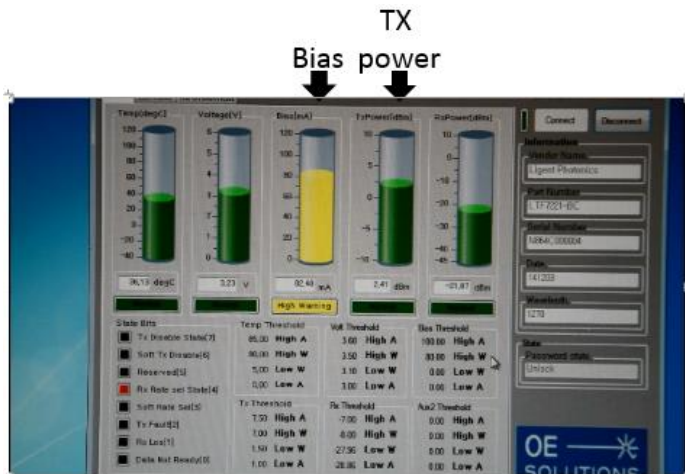 TX
Bias power
Temp[degC] Voltage[V] Bias[mA] TxPower[dBm] RxPower[dBm]
Connect Disconnect
Information
Vendor Name
Ligent Photonics
Part Number
LTF7221-BC
Serial Number
Date
141203
Wavelength
1270
36,13 degC 3,23 V 82,48 mA 2,41 dBm -21,87 dBm
High Warning
State
Password state
Unlock
State Bits
Tx Disable State[7]
Soft Tx Disable[6]
Reserved[5]
Rx Rate sel State[4]
Soft Rate Sel[3]
Tx Fault[2]
Rx Los[1]
Data Not Ready[0]
Temp Threshold
85,00 High A
80,00 High W
5,00 Low W
0,00 Low A
Volt Threshold
3.60 High A
3.50 High W
3.10 Low W
3.00 Low A
Bias Threshold
100.00 High A
80.00 High W
0.00 Low W
0.00 Low A
Tx Threshold
7.50 High A
7.00 High W
1.50 Low W
1.00 Low A
Rx Threshold
-7.00 High A
-8.00 High W
-27.96 Low W
-28.86 Low A
Aux2 Threshold
0.00 High A
0.00 High W
0.00 Low W
0.00 Low A
OE
SOLUTIONS